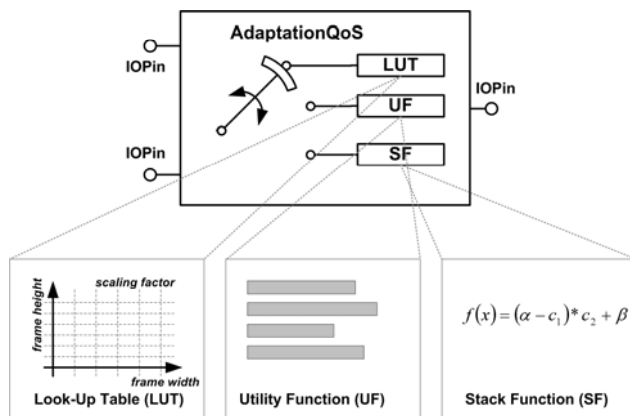 AdaptationQoS
IOPin
LUT
IOPin
UF
IOPin
SF
scaling factor
frame height
frame width
Look-Up Table (LUT)
Utility Function (UF)
f(x)=(α−c₁)* c₂ + β
Stack Function (SF)